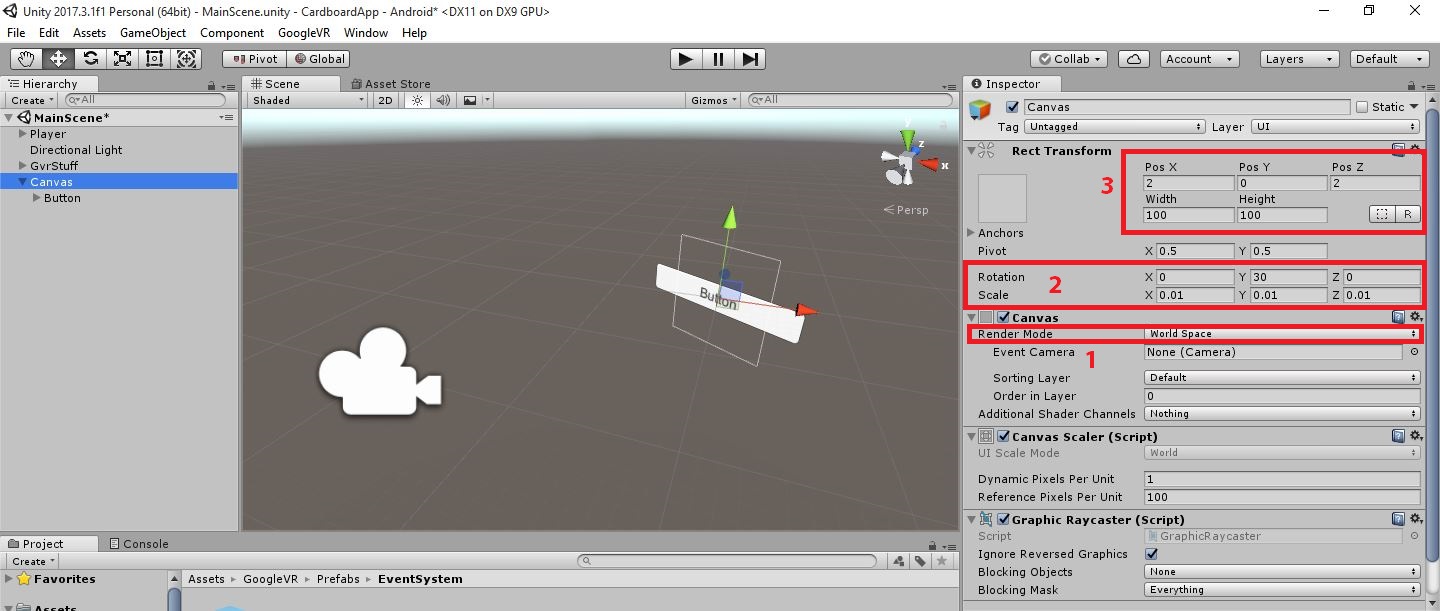 Unity 2017.3.1f1 Personal (64bit) - MainScene.unity - CardboardApp - Android* <DX11 on DX9 GPU>
File Edit Assets GameObject Component GoogleVR Window Help
Pivot Global Collab Account Layers Default
Hierarchy
Create All
MainScene*
Player
Directional Light
GvrStuff
Canvas
Button
Scene Asset Store
Shaded 2D Gizmos All
y
z
x
Persp
Button
Inspector
Canvas Static
Tag Untagged Layer UI
Rect Transform
3
Pos X Pos Y Pos Z
2 0 2
Width Height
100 100 R
Anchors
Pivot X 0.5 Y 0.5
Rotation X 0 Y 30 Z 0
2
Scale X 0.01 Y 0.01 Z 0.01
Canvas
Render Mode World Space
Event Camera None (Camera)
1
Sorting Layer Default
Order in Layer 0
Additional Shader Channels Nothing
Canvas Scaler (Script)
UI Scale Mode World
Dynamic Pixels Per Unit 1
Reference Pixels Per Unit 100
Graphic Raycaster (Script)
Script GraphicRaycaster
Ignore Reversed Graphics
Blocking Objects None
Blocking Mask Everything
Project Console
Create
Favorites
Assets
Assets GoogleVR Prefabs EventSystem